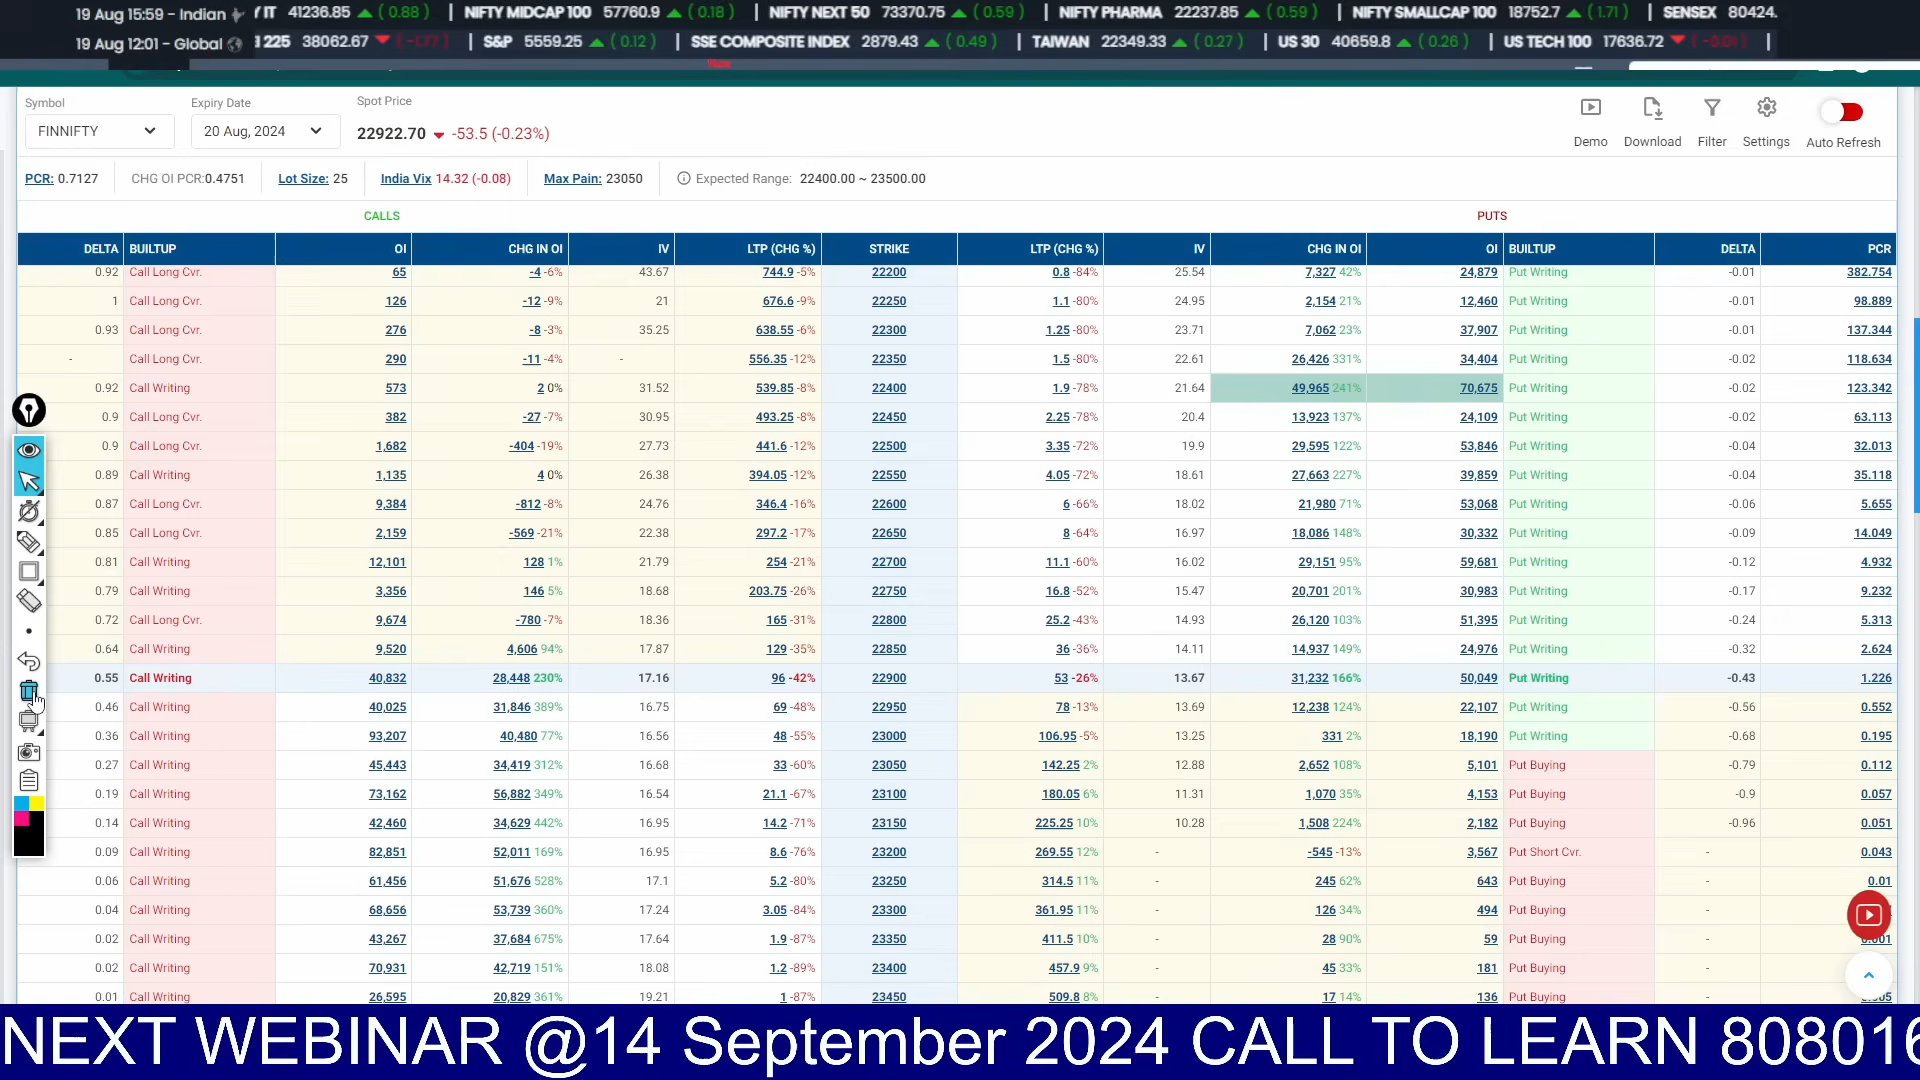 19 Aug 15:59 - Indian Y IT 41236.85 ( 0.88 ) | NIFTY MIDCAP 100 57760.9 ( 0.18 ) | NIFTY NEXT 50 73370.75 ( 0.59 ) | NIFTY PHARMA 22237.85 ( 0.59 ) | NIFTY SMALLCAP 100 18752.7 ( 1.71 ) | SENSEX 80424.
19 Aug 12:01 - Global 225 38062.67 ( -1.77 ) | S&P 5559.25 ( 0.12 ) | SSE COMPOSITE INDEX 2879.43 ( 0.49 ) | TAIWAN 22349.33 ( 0.27 ) | US 30 40659.8 ( 0.26 ) | US TECH 100 17636.72 ( -0.01 ) |
Symbol Expiry Date Spot Price
FINNIFTY 20 Aug, 2024 22922.70 -53.5 (-0.23%)
Demo Download Filter Settings Auto Refresh
PCR: 0.7127 CHG OI PCR:0.4751 Lot Size: 25 India Vix 14.32 (-0.08) Max Pain: 23050 Expected Range: 22400.00 ~ 23500.00
CALLS PUTS
DELTA BUILTUP OI CHG IN OI IV LTP (CHG %) STRIKE LTP (CHG %) IV CHG IN OI OI BUILTUP DELTA PCR
0.92 Call Long Cvr. 65 -4 -6% 43.67 744.9 -5% 22200 0.8 -84% 25.54 7,327 42% 24,879 Put Writing -0.01 382.754
1 Call Long Cvr. 126 -12 -9% 21 676.6 -9% 22250 1.1 -80% 24.95 2,154 21% 12,460 Put Writing -0.01 98.889
0.93 Call Long Cvr. 276 -8 -3% 35.25 638.55 -6% 22300 1.25 -80% 23.71 7,062 23% 37,907 Put Writing -0.01 137.344
- Call Long Cvr. 290 -11 -4% - 556.35 -12% 22350 1.5 -80% 22.61 26,426 331% 34,404 Put Writing -0.02 118.634
0.92 Call Writing 573 2 0% 31.52 539.85 -8% 22400 1.9 -78% 21.64 49,965 241% 70,675 Put Writing -0.02 123.342
0.9 Call Long Cvr. 382 -27 -7% 30.95 493.25 -8% 22450 2.25 -78% 20.4 13,923 137% 24,109 Put Writing -0.02 63.113
0.9 Call Long Cvr. 1,682 -404 -19% 27.73 441.6 -12% 22500 3.35 -72% 19.9 29,595 122% 53,846 Put Writing -0.04 32.013
0.89 Call Writing 1,135 4 0% 26.38 394.05 -12% 22550 4.05 -72% 18.61 27,663 227% 39,859 Put Writing -0.04 35.118
0.87 Call Long Cvr. 9,384 -812 -8% 24.76 346.4 -16% 22600 6 -66% 18.02 21,980 71% 53,068 Put Writing -0.06 5.655
0.85 Call Long Cvr. 2,159 -569 -21% 22.38 297.2 -17% 22650 8 -64% 16.97 18,086 148% 30,332 Put Writing -0.09 14.049
0.81 Call Writing 12,101 128 1% 21.79 254 -21% 22700 11.1 -60% 16.02 29,151 95% 59,681 Put Writing -0.12 4.932
0.79 Call Writing 3,356 146 5% 18.68 203.75 -26% 22750 16.8 -52% 15.47 20,701 201% 30,983 Put Writing -0.17 9.232
0.72 Call Long Cvr. 9,674 -780 -7% 18.36 165 -31% 22800 25.2 -43% 14.93 26,120 103% 51,395 Put Writing -0.24 5.313
0.64 Call Writing 9,520 4,606 94% 17.87 129 -35% 22850 36 -36% 14.11 14,937 149% 24,976 Put Writing -0.32 2.624
0.55 Call Writing 40,832 28,448 230% 17.16 96 -42% 22900 53 -26% 13.67 31,232 166% 50,049 Put Writing -0.43 1.226
0.46 Call Writing 40,025 31,846 389% 16.75 69 -48% 22950 78 -13% 13.69 12,238 124% 22,107 Put Writing -0.56 0.552
0.36 Call Writing 93,207 40,480 77% 16.56 48 -55% 23000 106.95 -5% 13.25 331 2% 18,190 Put Writing -0.68 0.195
0.27 Call Writing 45,443 34,419 312% 16.68 33 -60% 23050 142.25 2% 12.88 2,652 108% 5,101 Put Buying -0.79 0.112
0.19 Call Writing 73,162 56,882 349% 16.54 21.1 -67% 23100 180.05 6% 11.31 1,070 35% 4,153 Put Buying -0.9 0.057
0.14 Call Writing 42,460 34,629 442% 16.95 14.2 -71% 23150 225.25 10% 10.28 1,508 224% 2,182 Put Buying -0.96 0.051
0.09 Call Writing 82,851 52,011 169% 16.95 8.6 -76% 23200 269.55 12% - -545 -13% 3,567 Put Short Cvr. - 0.043
0.06 Call Writing 61,456 51,676 528% 17.1 5.2 -80% 23250 314.5 11% - 245 62% 643 Put Buying - 0.01
0.04 Call Writing 68,656 53,739 360% 17.24 3.05 -84% 23300 361.95 11% - 126 34% 494 Put Buying -
0.02 Call Writing 43,267 37,684 675% 17.64 1.9 -87% 23350 411.5 10% - 28 90% 59 Put Buying - 0.001
0.02 Call Writing 70,931 42,719 151% 18.08 1.2 -89% 23400 457.9 9% - 45 33% 181 Put Buying -
0.01 Call Writing 26,595 20,829 361% 19.21 1 -87% 23450 509.8 8% - 17 14% 136 Put Buying -
NEXT WEBINAR @14 September 2024 CALL TO LEARN 808016